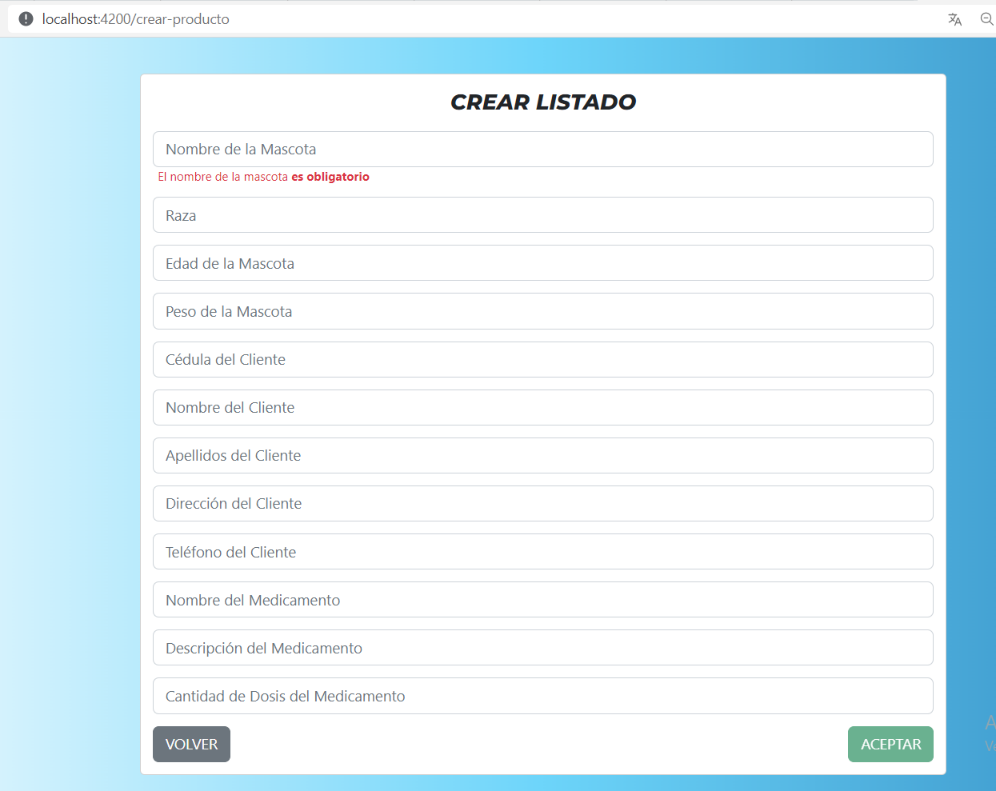 localhost:4200/crear-producto
CREAR LISTADO
Nombre de la Mascota
El nombre de la mascota es obligatorio
Raza
Edad de la Mascota
Peso de la Mascota
Cédula del Cliente
Nombre del Cliente
Apellidos del Cliente
Dirección del Cliente
Teléfono del Cliente
Nombre del Medicamento
Descripción del Medicamento
Cantidad de Dosis del Medicamento
VOLVER
ACEPTAR